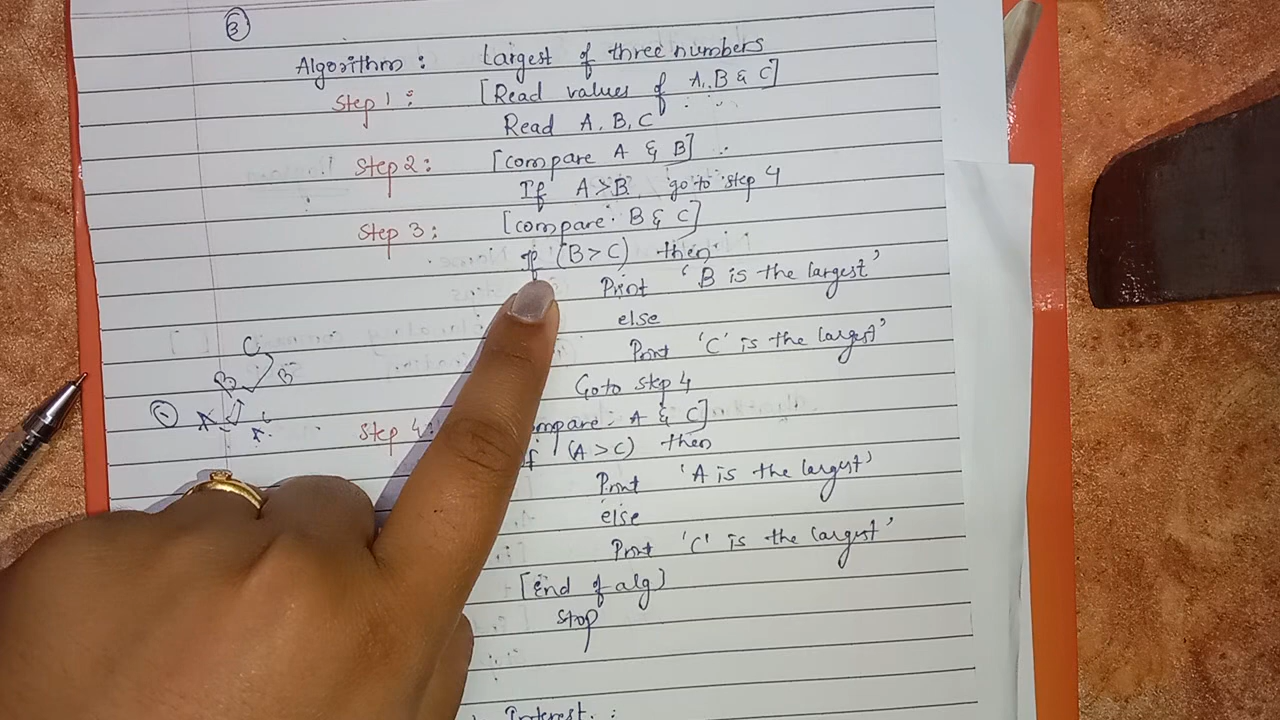 3
Algorithm : Largest of three numbers
Step 1 : [Read values of A, B & C]
Read A, B, C
Step 2 : [compare A & B]
If A > B go to step 4
Step 3 : [compare B & C]
If (B > C) then
Print 'B is the largest'
else
Print 'C' is the largest'
Goto step 4
Step 4: ompare A & C]
f (A > C) then
Print 'A is the largest'
else
Print 'C' is the largest'
[End of alg]
Stop
Interest :
C
B B
A